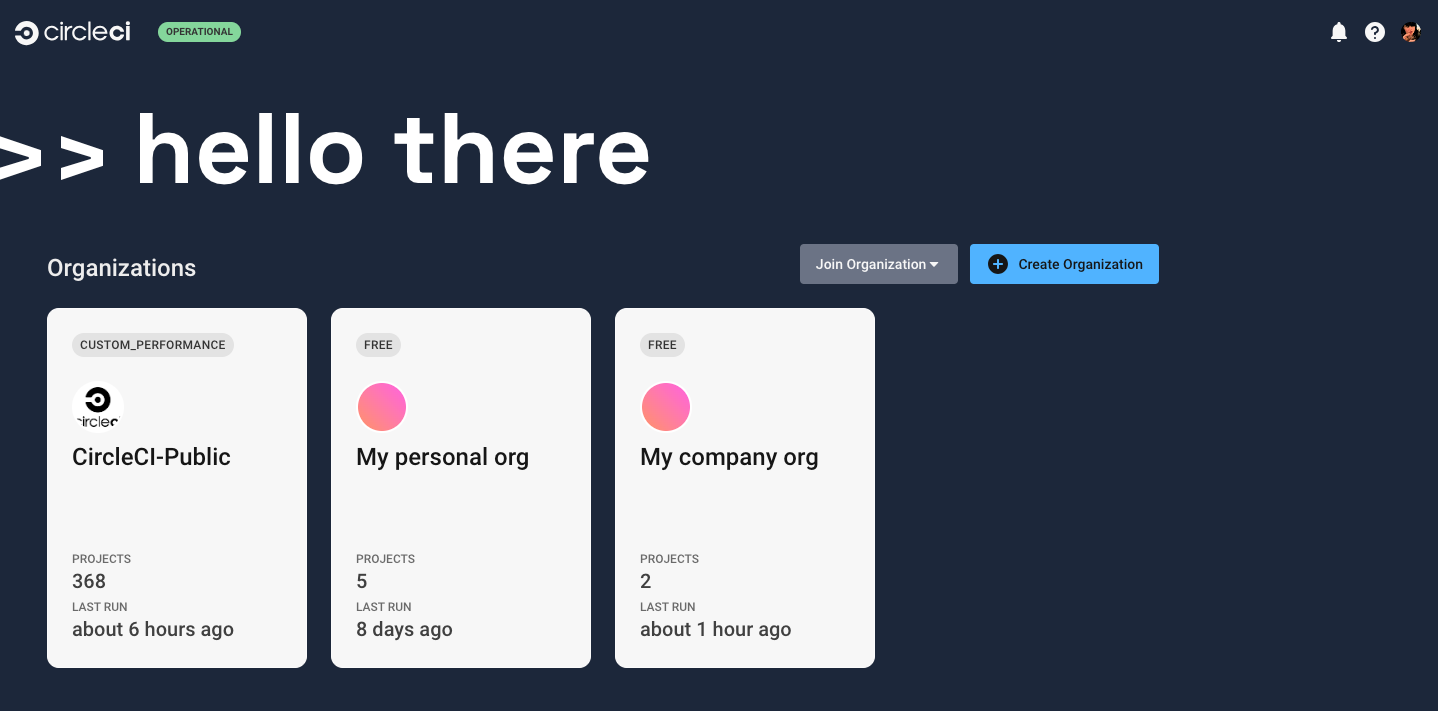 circleci OPERATIONAL
>> hello there
Organizations
Join Organization
Create Organization
CUSTOM_PERFORMANCE
circleci
CircleCI-Public
PROJECTS
368
LAST RUN
about 6 hours ago
FREE
My personal org
PROJECTS
5
LAST RUN
8 days ago
FREE
My company org
PROJECTS
2
LAST RUN
about 1 hour ago